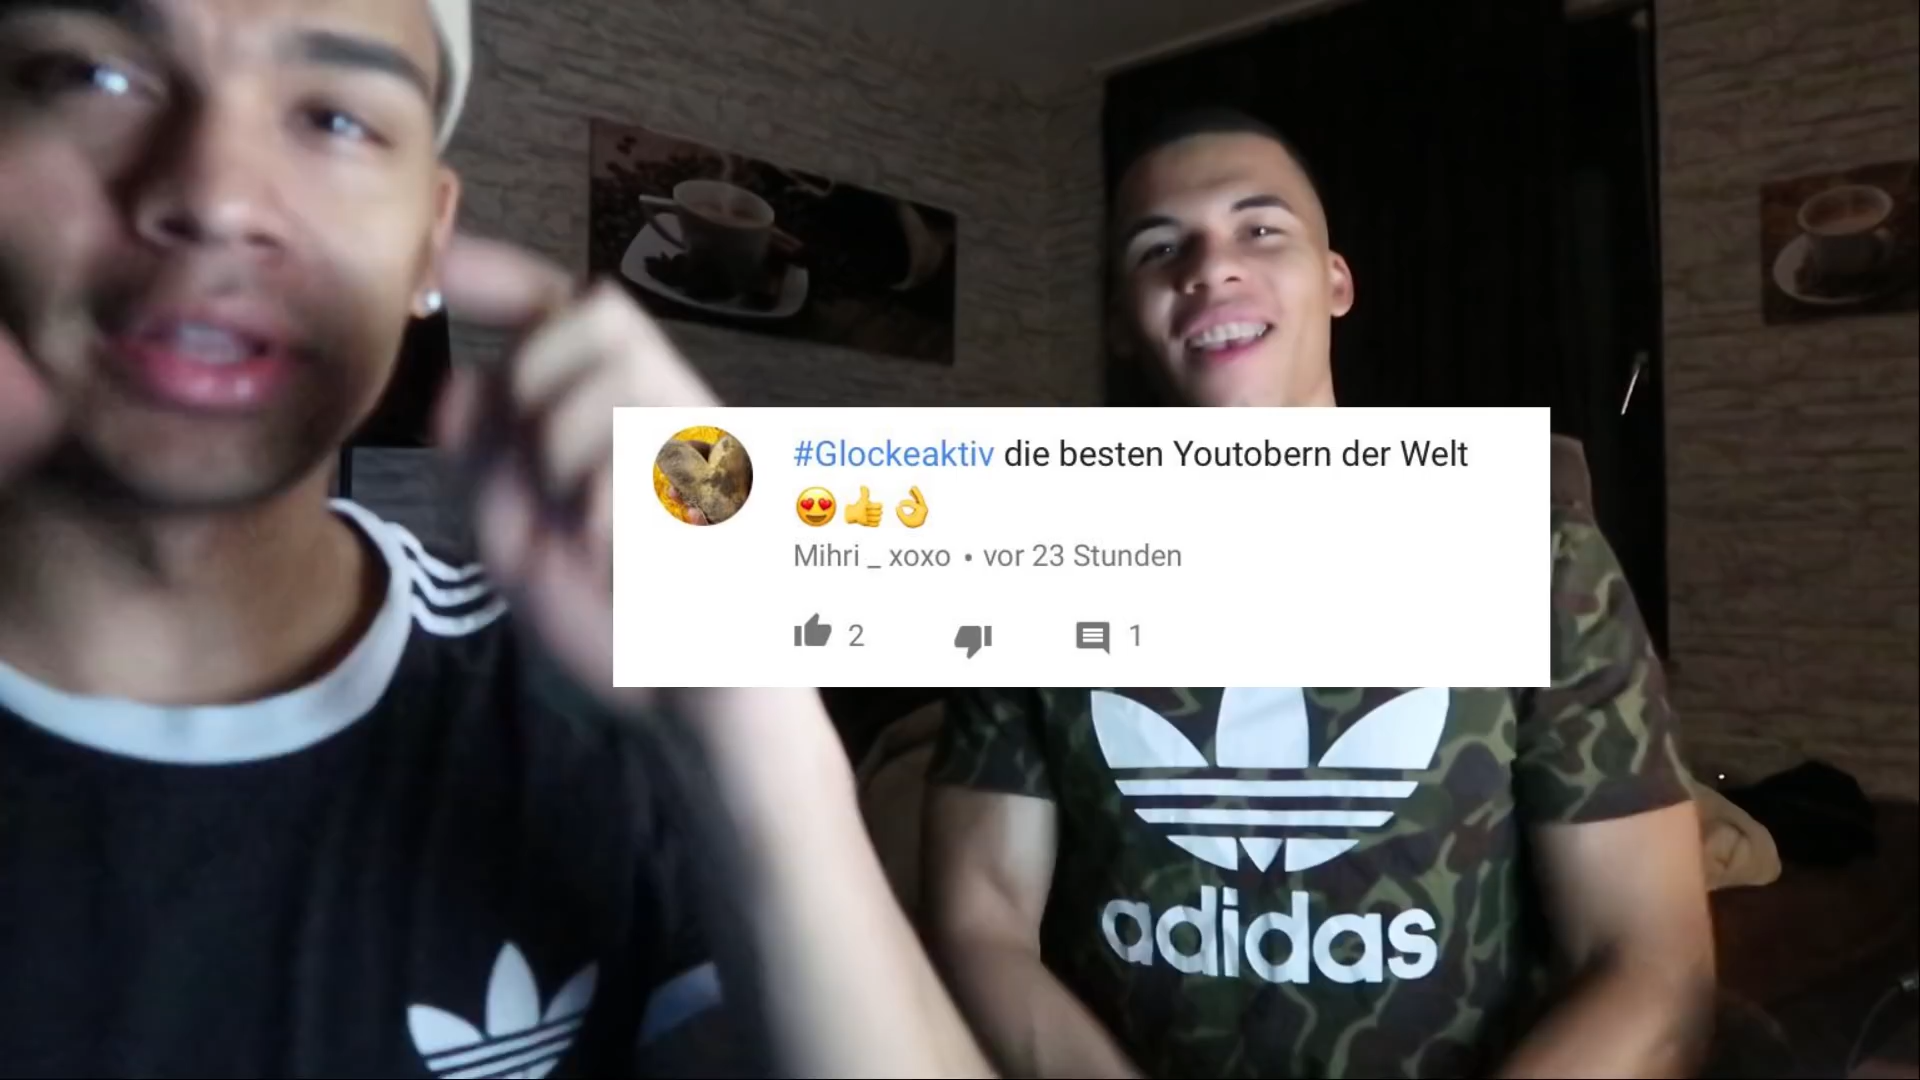 #Glockeaktiv die besten Youtobern der Welt
😍👍👌
Mihri _ xoxo • vor 23 Stunden
2 1
adidas